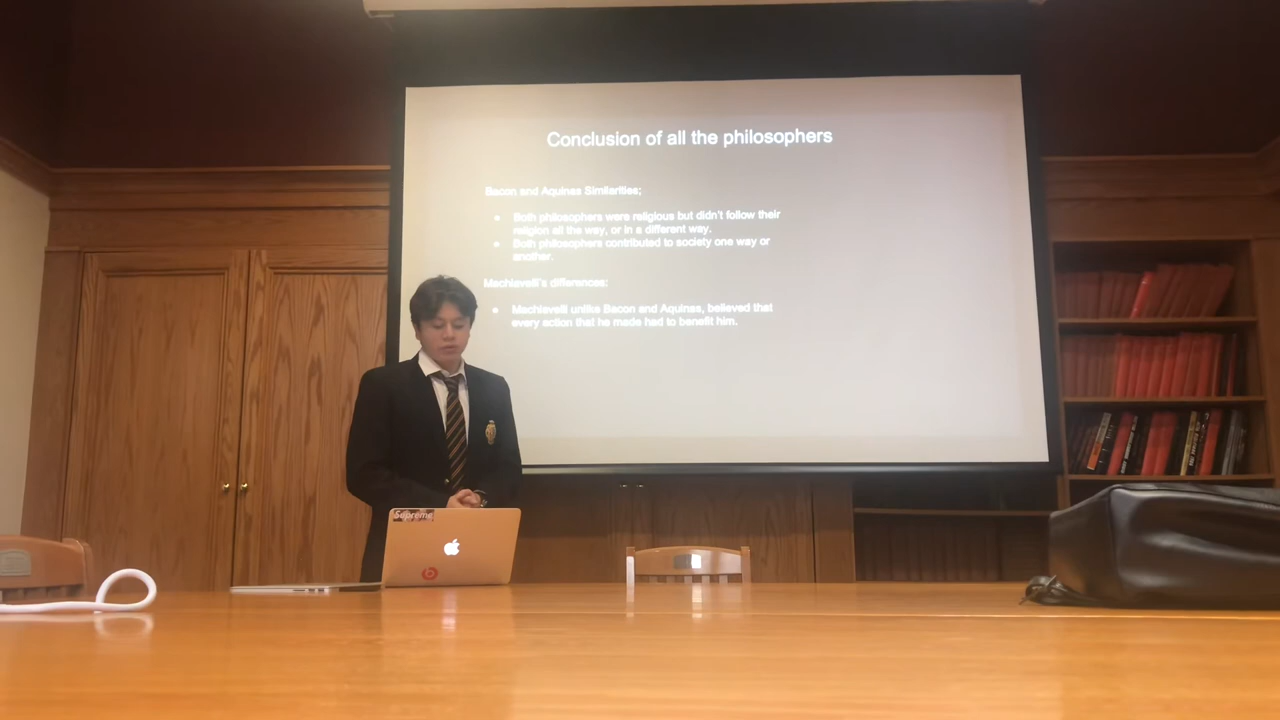 Conclusion of all the philosophers
Bacon and Aquinas Similarities;
Both philosophers were religious but didn't follow their
religion all the way, or in a different way.
Both philosophers contributed to society one way or
another.
Machiavelli's differences:
Machiavelli unlike Bacon and Aquinas, believed that
every action that he made had to benefit him.
Supreme